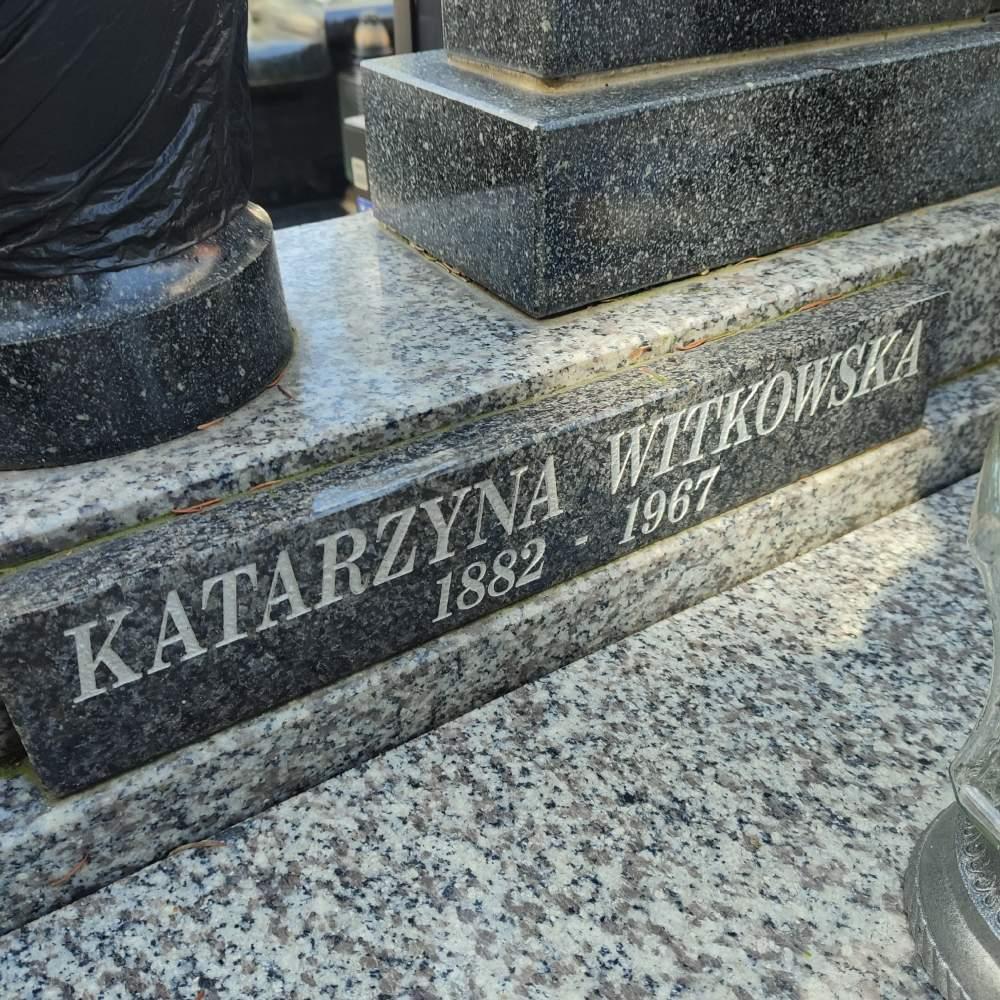 KATARZYNA WITKOWSKA
1882 - 1967